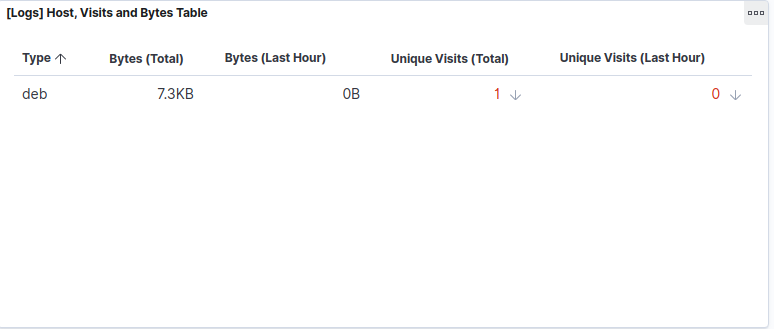 [Logs] Host, Visits and Bytes Table
Type ↑ Bytes (Total) Bytes (Last Hour) Unique Visits (Total) Unique Visits (Last Hour)
deb 7.3KB 0B 1 ↓ 0 ↓